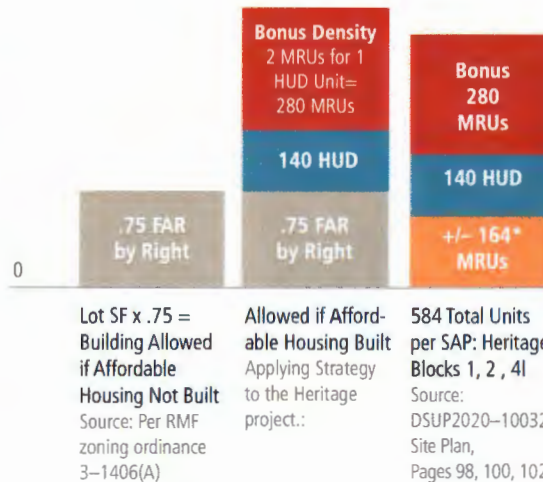 Bonus Density
2 MRUs for 1
HUD Unit=
280 MRUs
140 HUD
.75 FAR
by Right
Bonus
280
MRUs
140 HUD
+/– 164*
MRUs
.75 FAR
by Right
0
Lot SF x .75 =
Building Allowed
if Affordable
Housing Not Built
Source: Per RMF
zoning ordinance
3–1406(A)
Allowed if Afford-
able Housing Built
Applying Strategy
to the Heritage
project.:
584 Total Units
per SAP: Heritage
Blocks 1, 2 , 4l
Source:
DSUP2020–10032
Site Plan,
Pages 98, 100, 102